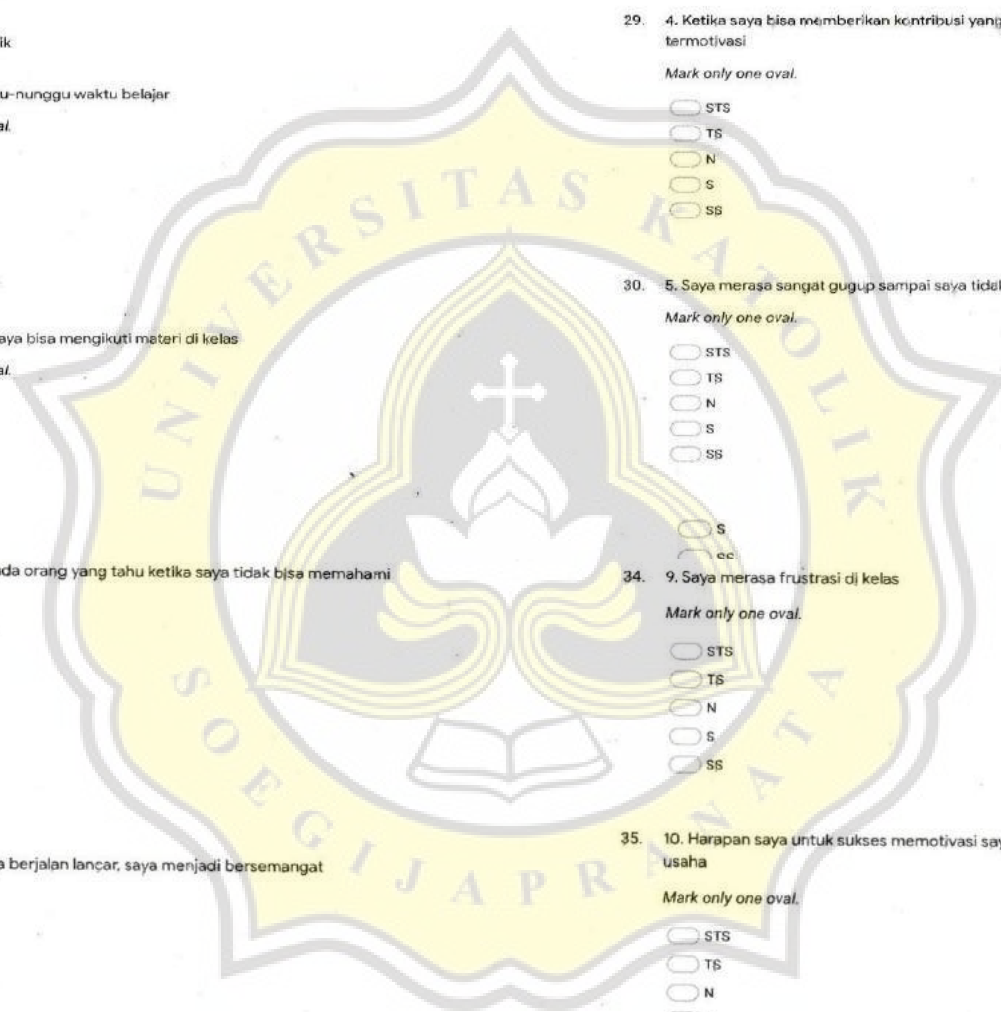 ik
u-nunggu waktu belajar
al.
aya bisa mengikuti materi di kelas
al.
da orang yang tahu ketika saya tidak bisa memahami
a berjalan lancar, saya menjadi bersemangat
29. 4. Ketika saya bisa memberikan kontribusi yang
termotivasi
Mark only one oval.
STS
TS
N
S
SS
30. 5. Saya merasa sangat gugup sampai saya tidak
Mark only one oval.
STS
TS
N
S
SS
S
34. 9. Saya merasa frustrasi di kelas
Mark only one oval.
STS
TS
N
S
SS
35. 10. Harapan saya untuk sukses memotivasi say
usaha
Mark only one oval.
STS
TS
N
UNIVERSITAS KATOLIK
SOEGIJAPRANATA